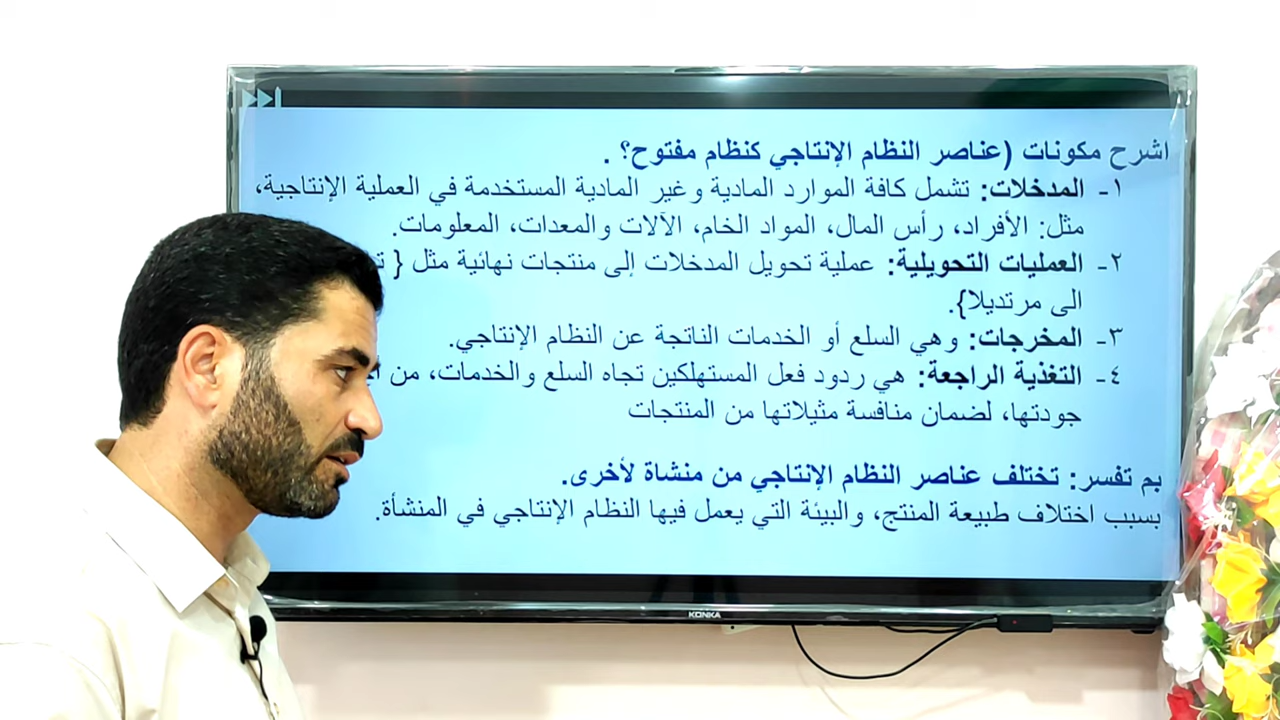 اشرح مكونات (عناصر النظام الإنتاجي كنظام مفتوح؟ .
١- المدخلات: تشمل كافة الموارد المادية وغير المادية المستخدمة في العملية الإنتاجية،
مثل: الأفراد، رأس المال، المواد الخام، الآلات والمعدات، المعلومات.
٢- العمليات التحويلية: عملية تحويل المدخلات إلى منتجات نهائية مثل {
الى مرتديلا}.
٣- المخرجات: وهي السلع أو الخدمات الناتجة عن النظام الإنتاجي.
٤- التغذية الراجعة: هي ردود فعل المستهلكين تجاه السلع والخدمات، من
جودتها، لضمان منافسة مثيلاتها من المنتجات
بم تفسر: تختلف عناصر النظام الإنتاجي من منشاة لأخرى.
بسبب اختلاف طبيعة المنتج، والبيئة التي يعمل فيها النظام الإنتاجي في المنشأة.
KONKA